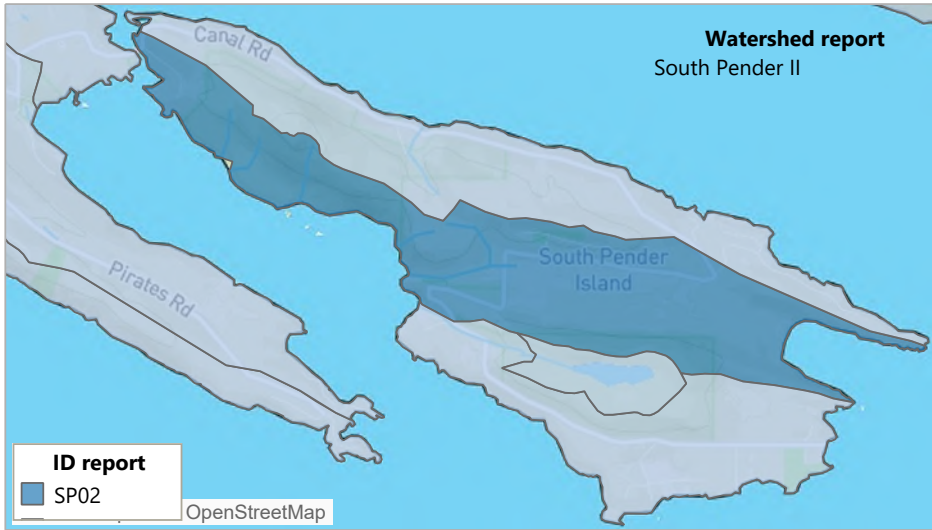 Canal Rd
Watershed report
South Pender II
South Pender
Island
Pirates Rd
ID report
SP02
OpenStreetMap